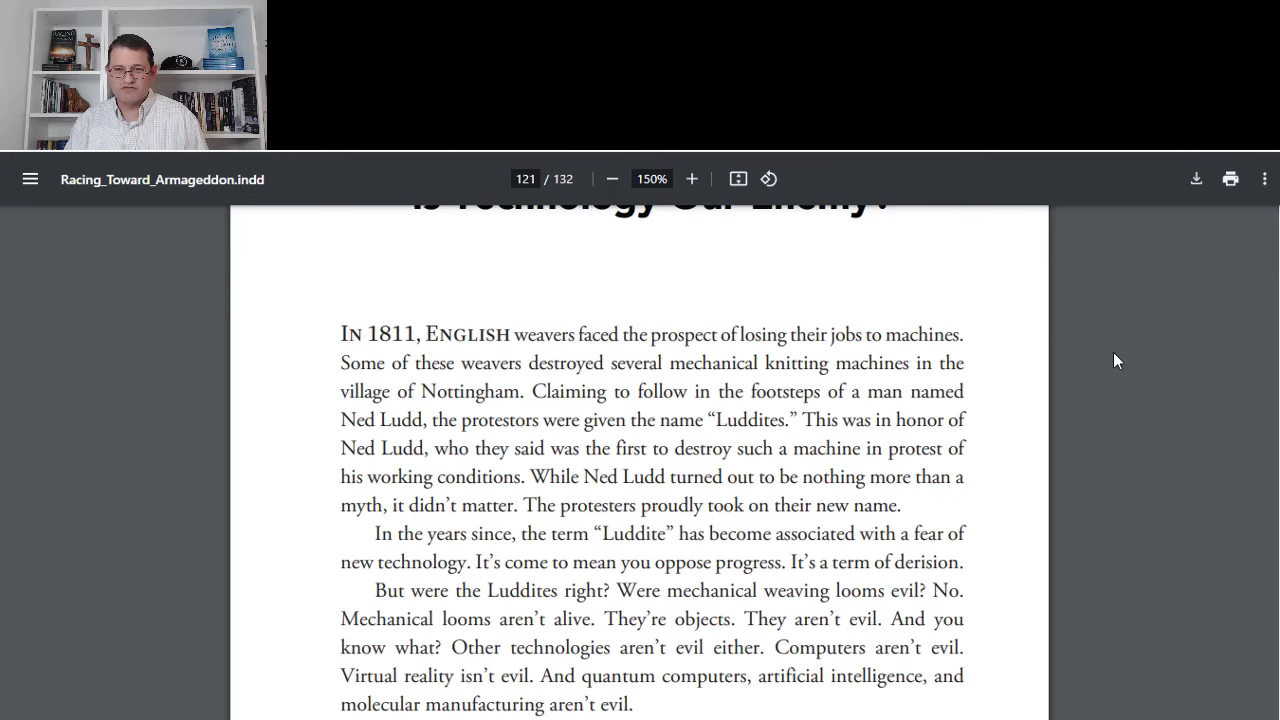 Racing_Toward_Armageddon.indd
121 / 132
150%
Is Technology Our Enemy?
IN 1811, ENGLISH weavers faced the prospect of losing their jobs to machines.
Some of these weavers destroyed several mechanical knitting machines in the
village of Nottingham. Claiming to follow in the footsteps of a man named
Ned Ludd, the protestors were given the name “Luddites.” This was in honor of
Ned Ludd, who they said was the first to destroy such a machine in protest of
his working conditions. While Ned Ludd turned out to be nothing more than a
myth, it didn’t matter. The protesters proudly took on their new name.
In the years since, the term “Luddite” has become associated with a fear of
new technology. It’s come to mean you oppose progress. It’s a term of derision.
But were the Luddites right? Were mechanical weaving looms evil? No.
Mechanical looms aren’t alive. They’re objects. They aren’t evil. And you
know what? Other technologies aren’t evil either. Computers aren’t evil.
Virtual reality isn’t evil. And quantum computers, artificial intelligence, and
molecular manufacturing aren’t evil.